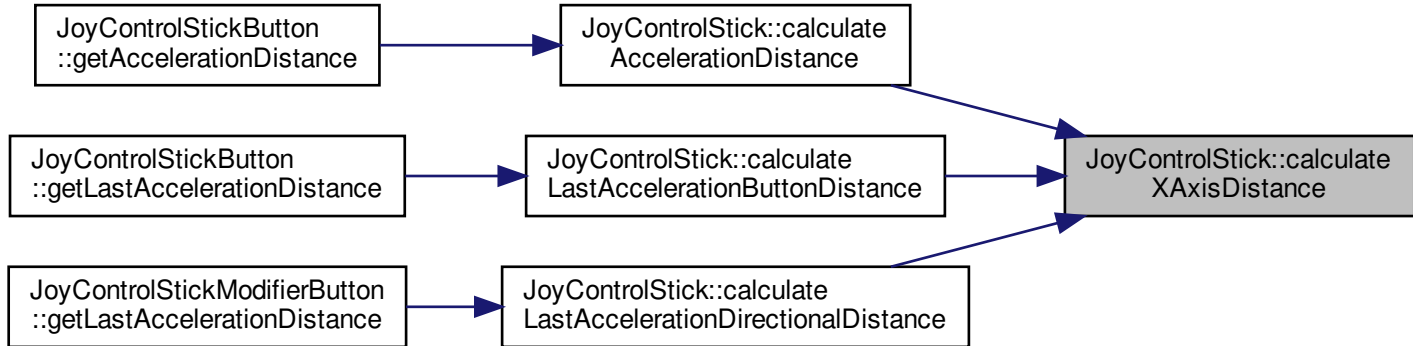 JoyControlStickButton
::getAccelerationDistance
JoyControlStick::calculate
AccelerationDistance
JoyControlStickButton
::getLastAccelerationDistance
JoyControlStick::calculate
LastAccelerationButtonDistance
JoyControlStick::calculate
XAxisDistance
JoyControlStickModifierButton
::getLastAccelerationDistance
JoyControlStick::calculate
LastAccelerationDirectionalDistance